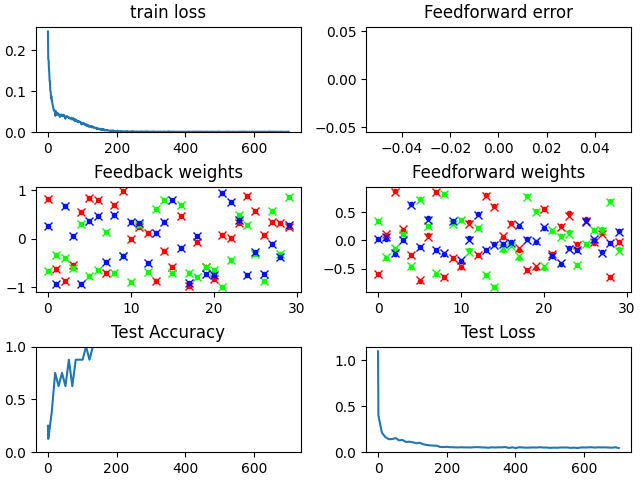 train loss
Feedforward error
0.2
0.1
0.0
0 200 400 600
0.05
0.00
−0.05
−0.04 −0.02 0.00 0.02 0.04
Feedback weights
Feedforward weights
1
0
−1
0 10 20 30
0.5
0.0
−0.5
0 10 20 30
Test Accuracy
Test Loss
1.0
0.5
0.0
0 200 400 600
1.0
0.5
0.0
0 200 400 600